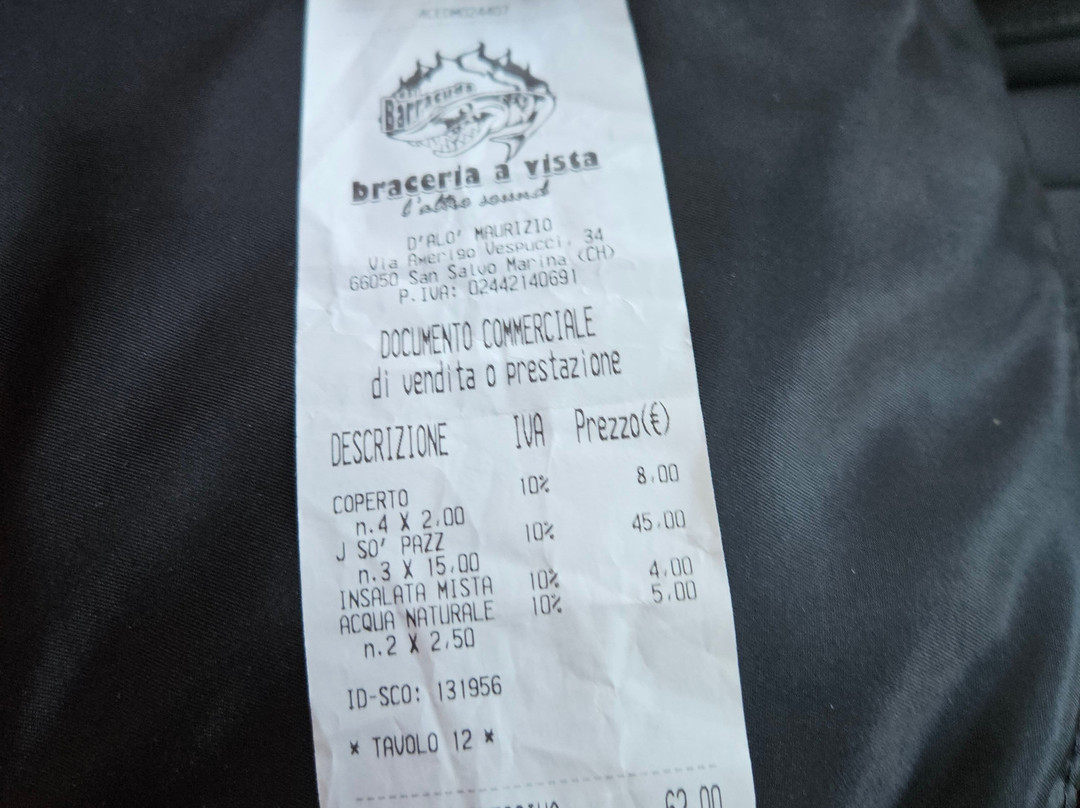 Barracuda
braceria a vista
l'altro sound
D'ALO' MAURIZIO
Via Amerigo Vespucci, 34
66050 San Salvo Marina (CH)
P.IVA: 02442140691
DOCUMENTO COMMERCIALE
di vendita o prestazione
DESCRIZIONE IVA Prezzo(€)
COPERTO 10% 8,00
n.4 X 2,00
J SO' PAZZ 10% 45,00
n.3 X 15,00
INSALATA MISTA 10% 4,00
ACQUA NATURALE 10% 5,00
n.2 X 2,50
ID-SCO: 131956
* TAVOLO 12 *
62,00